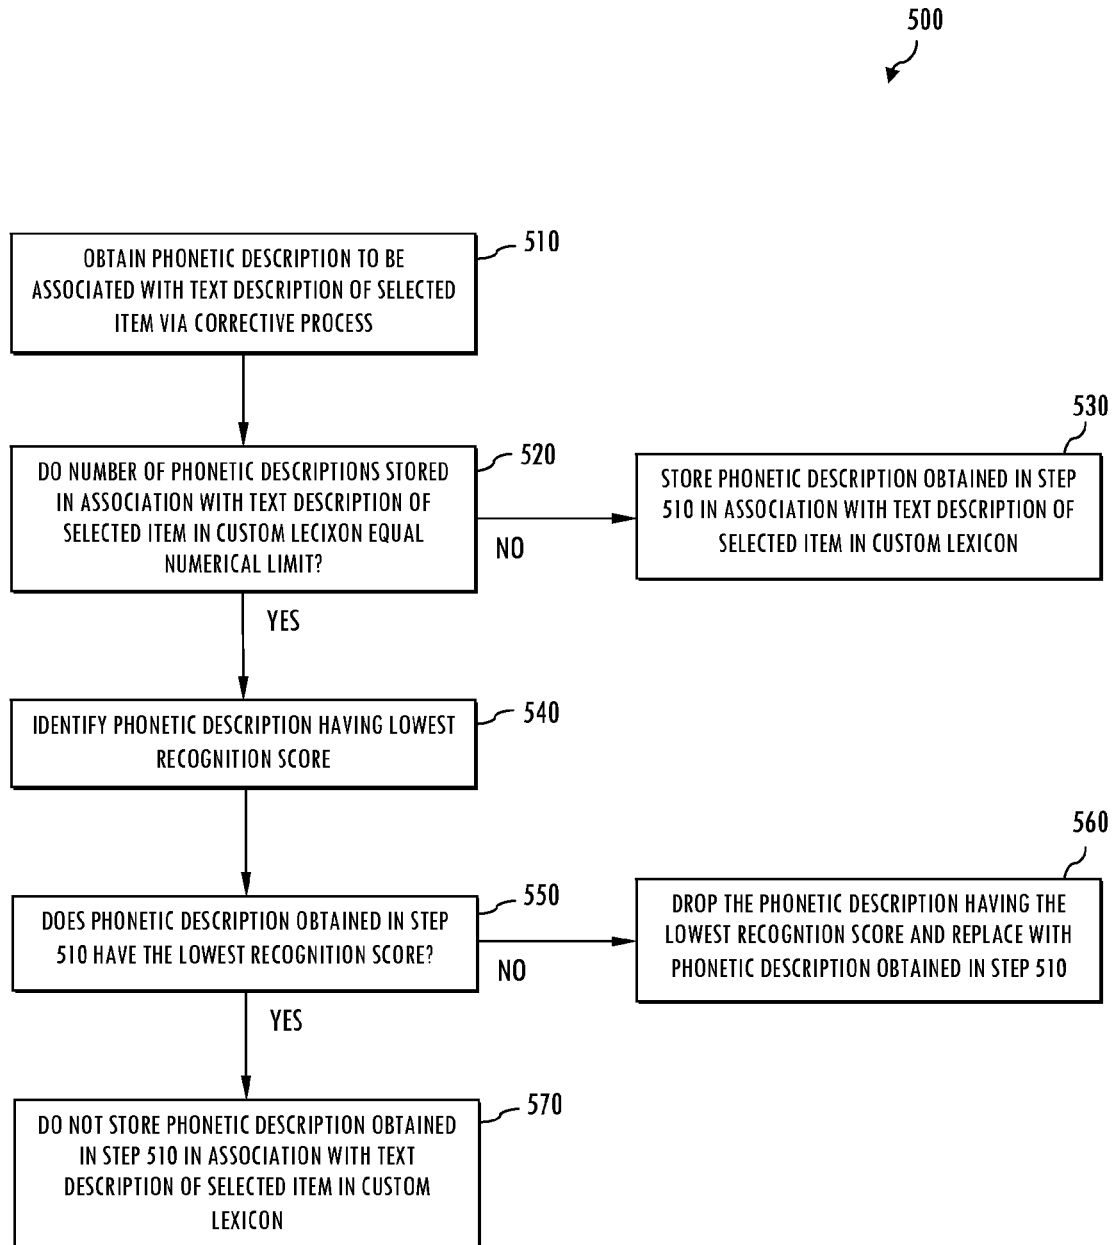 500
510
OBTAIN PHONETIC DESCRIPTION TO BE
ASSOCIATED WITH TEXT DESCRIPTION OF SELECTED
ITEM VIA CORRECTIVE PROCESS
520
DO NUMBER OF PHONETIC DESCRIPTIONS STORED
IN ASSOCIATION WITH TEXT DESCRIPTION OF
SELECTED ITEM IN CUSTOM LECIXON EQUAL
NUMERICAL LIMIT?
NO
530
STORE PHONETIC DESCRIPTION OBTAINED IN STEP
510 IN ASSOCIATION WITH TEXT DESCRIPTION OF
SELECTED ITEM IN CUSTOM LEXICON
YES
540
IDENTIFY PHONETIC DESCRIPTION HAVING LOWEST
RECOGNITION SCORE
550
DOES PHONETIC DESCRIPTION OBTAINED IN STEP
510 HAVE THE LOWEST RECOGNITION SCORE?
NO
560
DROP THE PHONETIC DESCRIPTION HAVING THE
LOWEST RECOGNTION SCORE AND REPLACE WITH
PHONETIC DESCRIPTION OBTAINED IN STEP 510
YES
570
DO NOT STORE PHONETIC DESCRIPTION OBTAINED
IN STEP 510 IN ASSOCIATION WITH TEXT
DESCRIPTION OF SELECTED ITEM IN CUSTOM
LEXICON